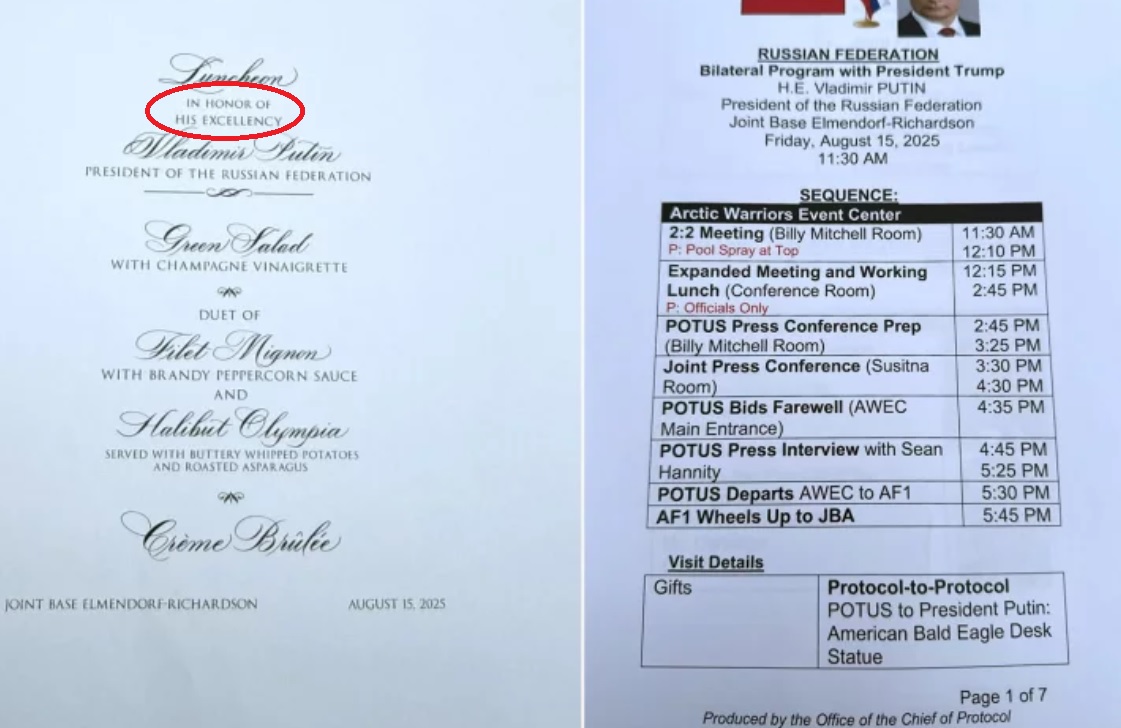 Luncheon
IN HONOR OF
HIS EXCELLENCY
Vladimir Putin
PRESIDENT OF THE RUSSIAN FEDERATION
Green Salad
WITH CHAMPAGNE VINAIGRETTE
DUET OF
Filet Mignon
WITH BRANDY PEPPERCORN SAUCE
AND
Halibut Olympia
SERVED WITH BUTTERY WHIPPED POTATOES
AND ROASTED ASPARAGUS
Crème Brûlée
JOINT BASE ELMENDORF-RICHARDSON AUGUST 15, 2025
RUSSIAN FEDERATION
Bilateral Program with President Trump
H.E. Vladimir PUTIN
President of the Russian Federation
Joint Base Elmendorf-Richardson
Friday, August 15, 2025
11:30 AM
SEQUENCE:
Arctic Warriors Event Center
2:2 Meeting (Billy Mitchell Room) 11:30 AM
P: Pool Spray at Top 12:10 PM
Expanded Meeting and Working 12:15 PM
Lunch (Conference Room) 2:45 PM
P: Officials Only
POTUS Press Conference Prep 2:45 PM
(Billy Mitchell Room) 3:25 PM
Joint Press Conference (Susitna 3:30 PM
Room) 4:30 PM
POTUS Bids Farewell (AWEC 4:35 PM
Main Entrance)
POTUS Press Interview with Sean 4:45 PM
Hannity 5:25 PM
POTUS Departs AWEC to AF1 5:30 PM
AF1 Wheels Up to JBA 5:45 PM
Visit Details
Gifts Protocol-to-Protocol
POTUS to President Putin:
American Bald Eagle Desk
Statue
Page 1 of 7
Produced by the Office of the Chief of Protocol